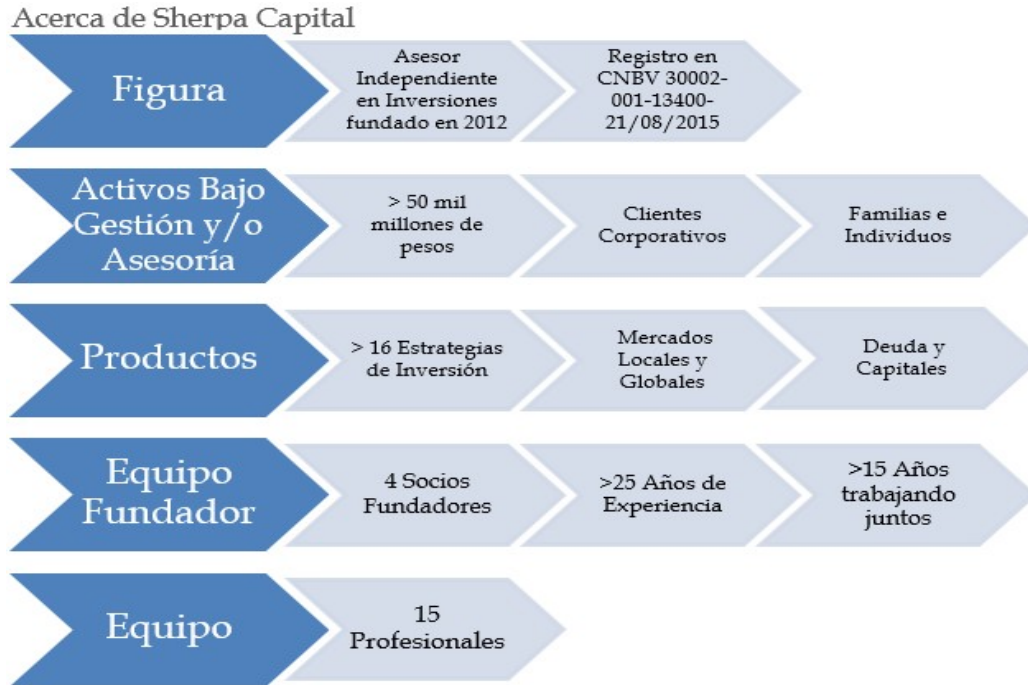 Acerca de Sherpa Capital
Figura
Asesor
Independiente
en Inversiones
fundado en 2012
Registro en
CNBV 30002-
001-13400-
21/08/2015
Activos Bajo
Gestión y/o
Asesoría
> 50 mil
millones de
pesos
Clientes
Corporativos
Familias e
Individuos
Productos
> 16 Estrategias
de Inversión
Mercados
Locales y
Globales
Deuda y
Capitales
Equipo
Fundador
4 Socios
Fundadores
>25 Años de
Experiencia
>15 Años
trabajando
juntos
Equipo
15
Profesionales